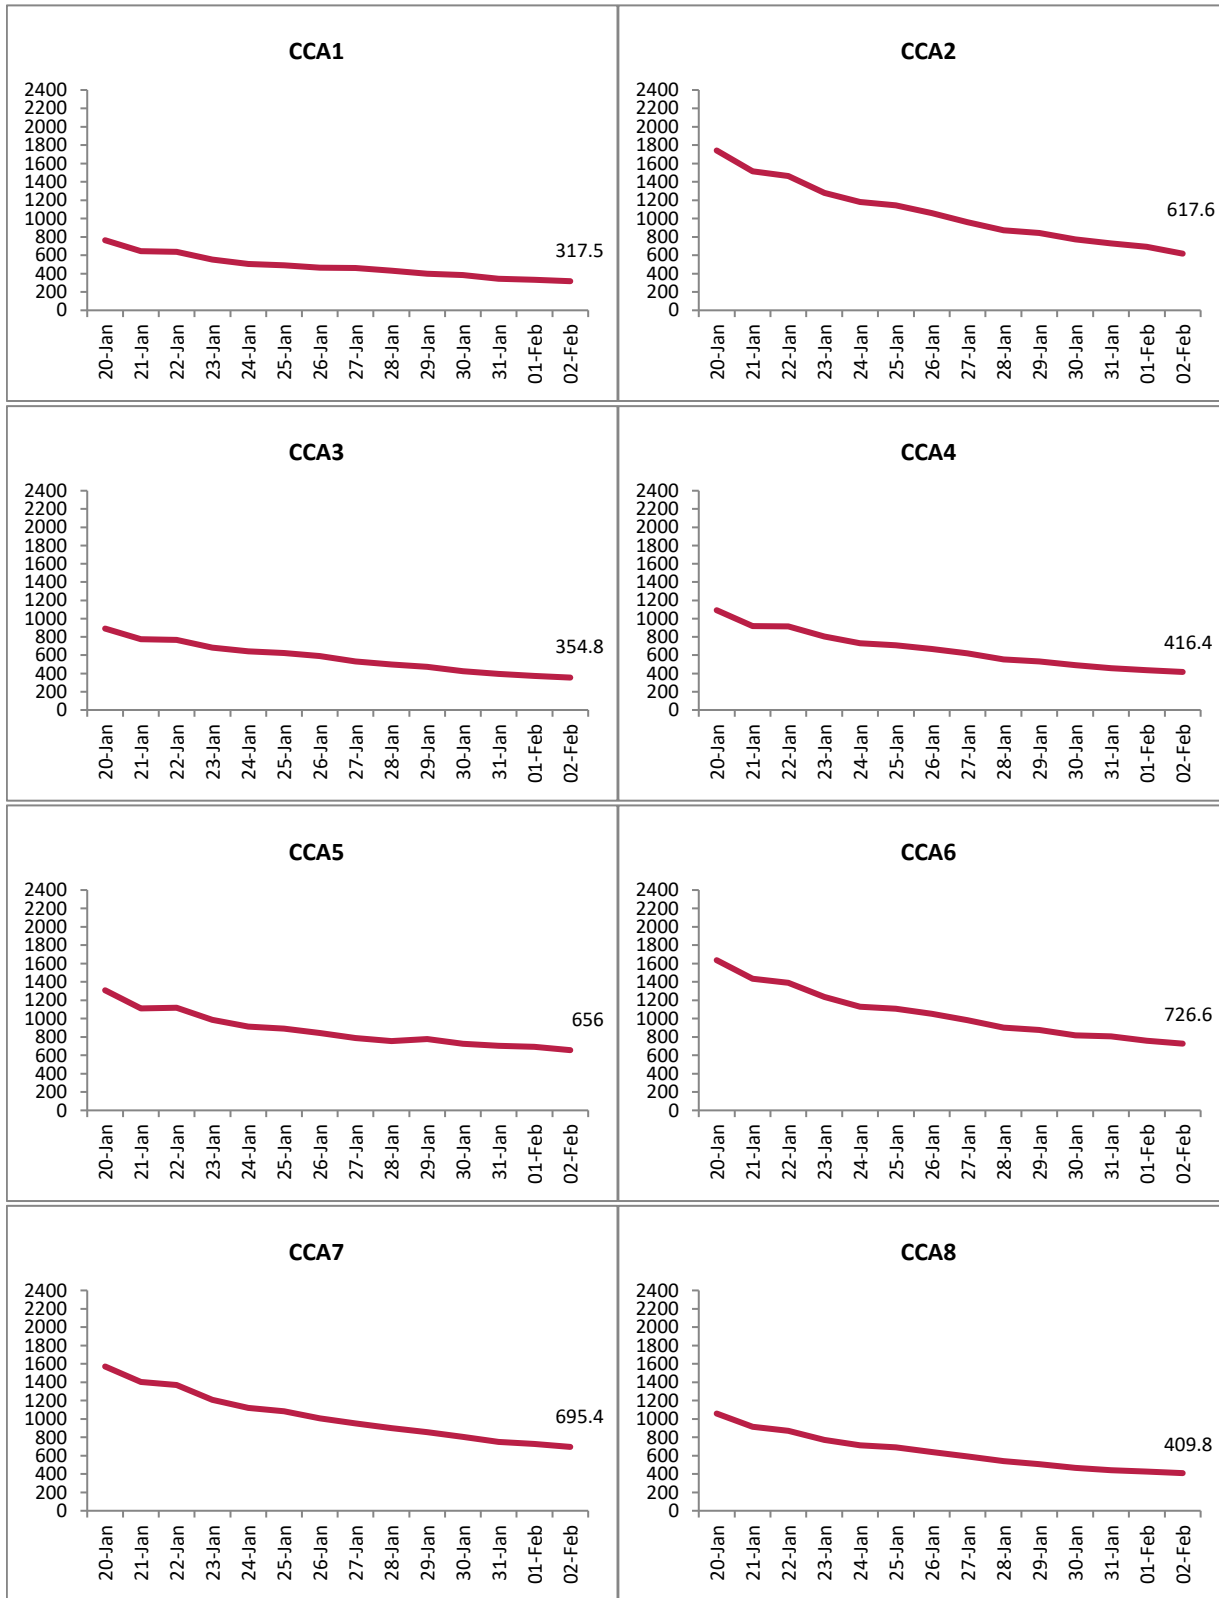 CCA1
2400
2200
2000
1800
1600
1400
1200
1000
800
600
400
200
0
317.5
20-Jan
21-Jan
22-Jan
23-Jan
24-Jan
25-Jan
26-Jan
27-Jan
28-Jan
29-Jan
30-Jan
31-Jan
01-Feb
02-Feb
CCA2
2400
2200
2000
1800
1600
1400
1200
1000
800
600
400
200
0
617.6
20-Jan
21-Jan
22-Jan
23-Jan
24-Jan
25-Jan
26-Jan
27-Jan
28-Jan
29-Jan
30-Jan
31-Jan
01-Feb
02-Feb
CCA3
2400
2200
2000
1800
1600
1400
1200
1000
800
600
400
200
0
354.8
20-Jan
21-Jan
22-Jan
23-Jan
24-Jan
25-Jan
26-Jan
27-Jan
28-Jan
29-Jan
30-Jan
31-Jan
01-Feb
02-Feb
CCA4
2400
2200
2000
1800
1600
1400
1200
1000
800
600
400
200
0
416.4
20-Jan
21-Jan
22-Jan
23-Jan
24-Jan
25-Jan
26-Jan
27-Jan
28-Jan
29-Jan
30-Jan
31-Jan
01-Feb
02-Feb
CCA5
2400
2200
2000
1800
1600
1400
1200
1000
800
600
400
200
0
656
20-Jan
21-Jan
22-Jan
23-Jan
24-Jan
25-Jan
26-Jan
27-Jan
28-Jan
29-Jan
30-Jan
31-Jan
01-Feb
02-Feb
CCA6
2400
2200
2000
1800
1600
1400
1200
1000
800
600
400
200
0
726.6
20-Jan
21-Jan
22-Jan
23-Jan
24-Jan
25-Jan
26-Jan
27-Jan
28-Jan
29-Jan
30-Jan
31-Jan
01-Feb
02-Feb
CCA7
2400
2200
2000
1800
1600
1400
1200
1000
800
600
400
200
0
695.4
20-Jan
21-Jan
22-Jan
23-Jan
24-Jan
25-Jan
26-Jan
27-Jan
28-Jan
29-Jan
30-Jan
31-Jan
01-Feb
02-Feb
CCA8
2400
2200
2000
1800
1600
1400
1200
1000
800
600
400
200
0
409.8
20-Jan
21-Jan
22-Jan
23-Jan
24-Jan
25-Jan
26-Jan
27-Jan
28-Jan
29-Jan
30-Jan
31-Jan
01-Feb
02-Feb